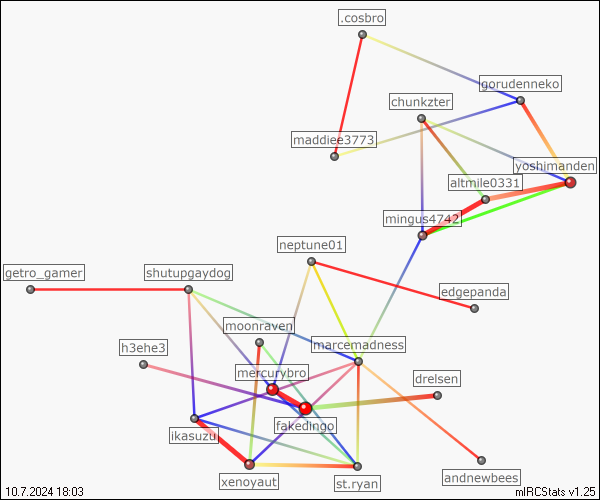 .cosbro
gorudenneko
chunkzter
maddiee3773
yoshimanden
altmile0331
mingus4742
neptune01
getro_gamer
shutupgaydog
edgepanda
moonraven
marcemadness
h3ehe3
mercurybro
drelsen
fakedingo
ikasuzu
xenoyaut
st.ryan
andnewbees
10.7.2024 18:03
mIRCStats v1.25